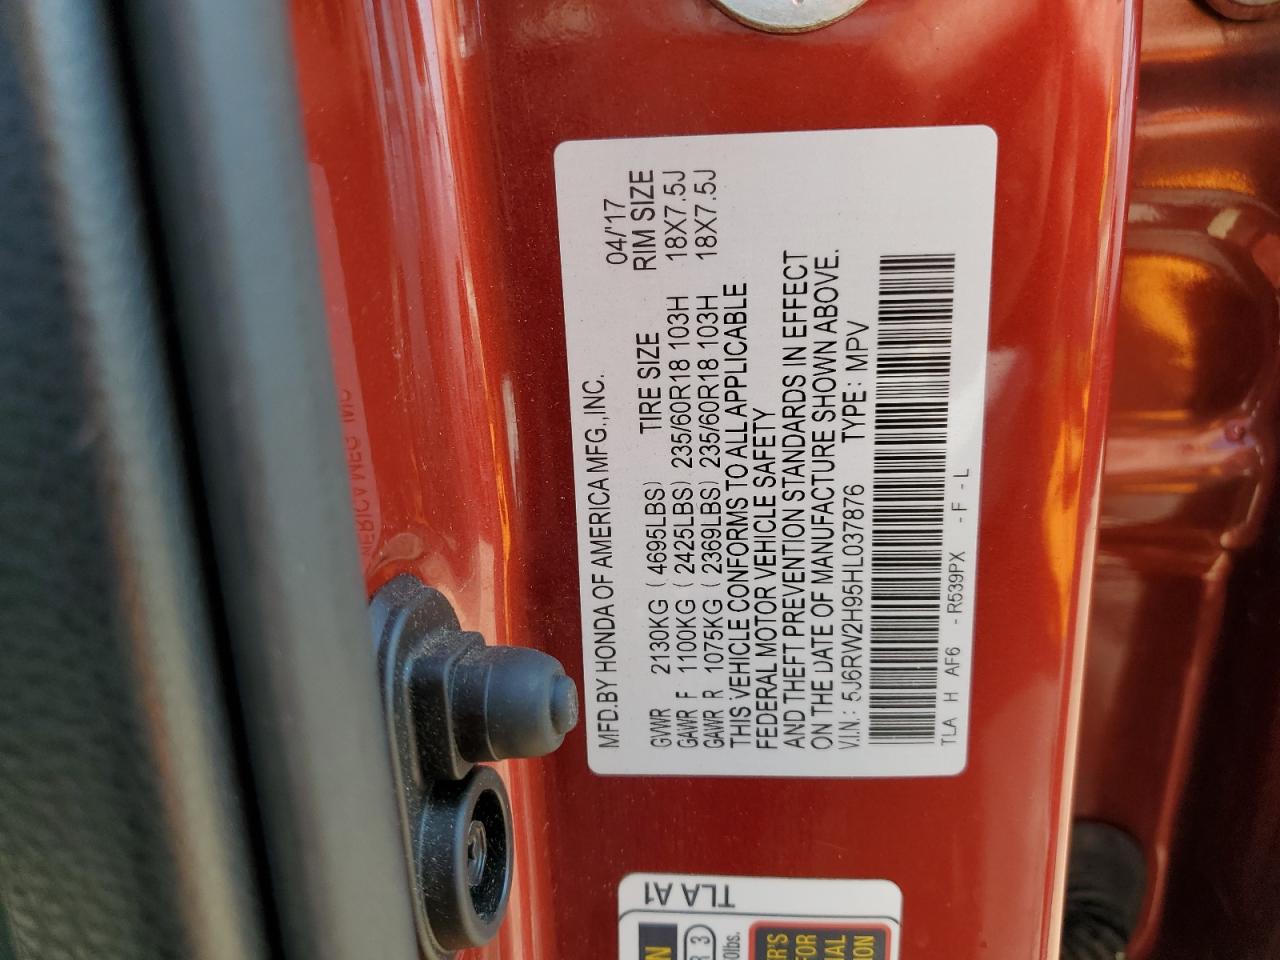 MFD. BY HONDA OF AMERICA MFG., INC.
04/'17
TIRE SIZE RIM SIZE
GVWR 2130KG ( 4695LBS)
GAWR F 1100KG ( 2425LBS) 235/60R18 103H 18X7.5J
GAWR R 1075KG ( 2369LBS) 235/60R18 103H 18X7.5J
THIS VEHICLE CONFORMS TO ALL APPLICABLE
FEDERAL MOTOR VEHICLE SAFETY
AND THEFT PREVENTION STANDARDS IN EFFECT
ON THE DATE OF MANUFACTURE SHOWN ABOVE.
V.I.N.: 5J6RW2H95HL037876 TYPE: MPV
TLA H AF6 - R539PX - F - L
TLA A1